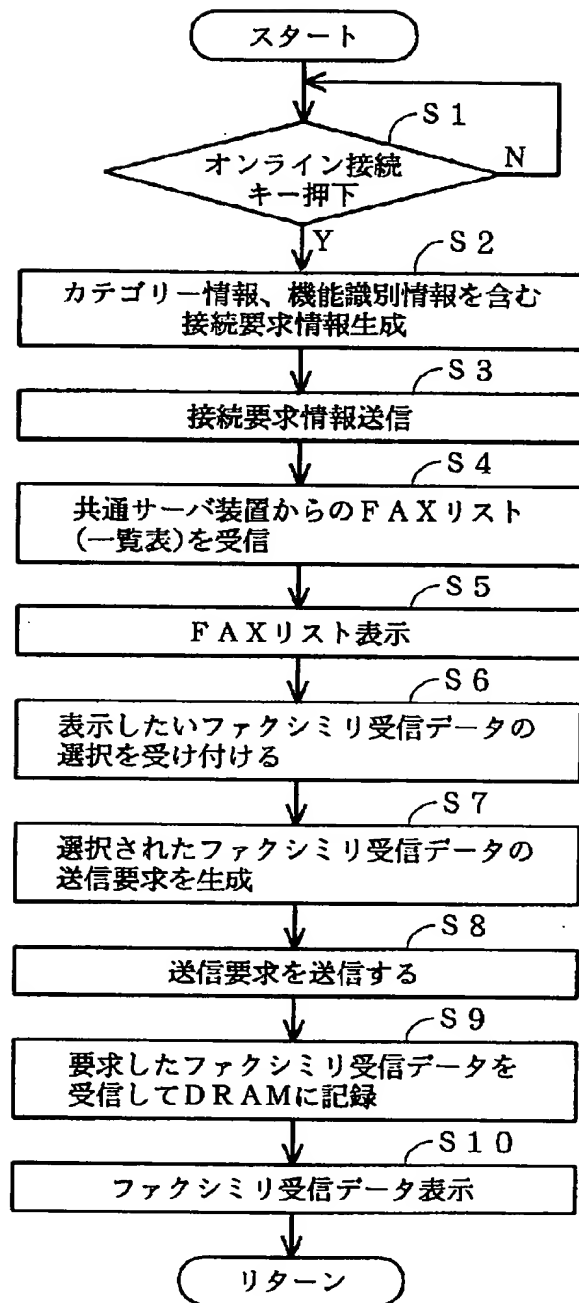 スタート
S1
オンライン接続
キー押下
N
Y
S2
カテゴリー情報、機能識別情報を含む
接続要求情報生成
S3
接続要求情報送信
S4
共通サーバ装置からのFAXリスト
(一覧表)を受信
S5
FAXリスト表示
S6
表示したいファクシミリ受信データの
選択を受け付ける
S7
選択されたファクシミリ受信データの
送信要求を生成
S8
送信要求を送信する
S9
要求したファクシミリ受信データを
受信してDRAMに記録
S10
ファクシミリ受信データ表示
リターン